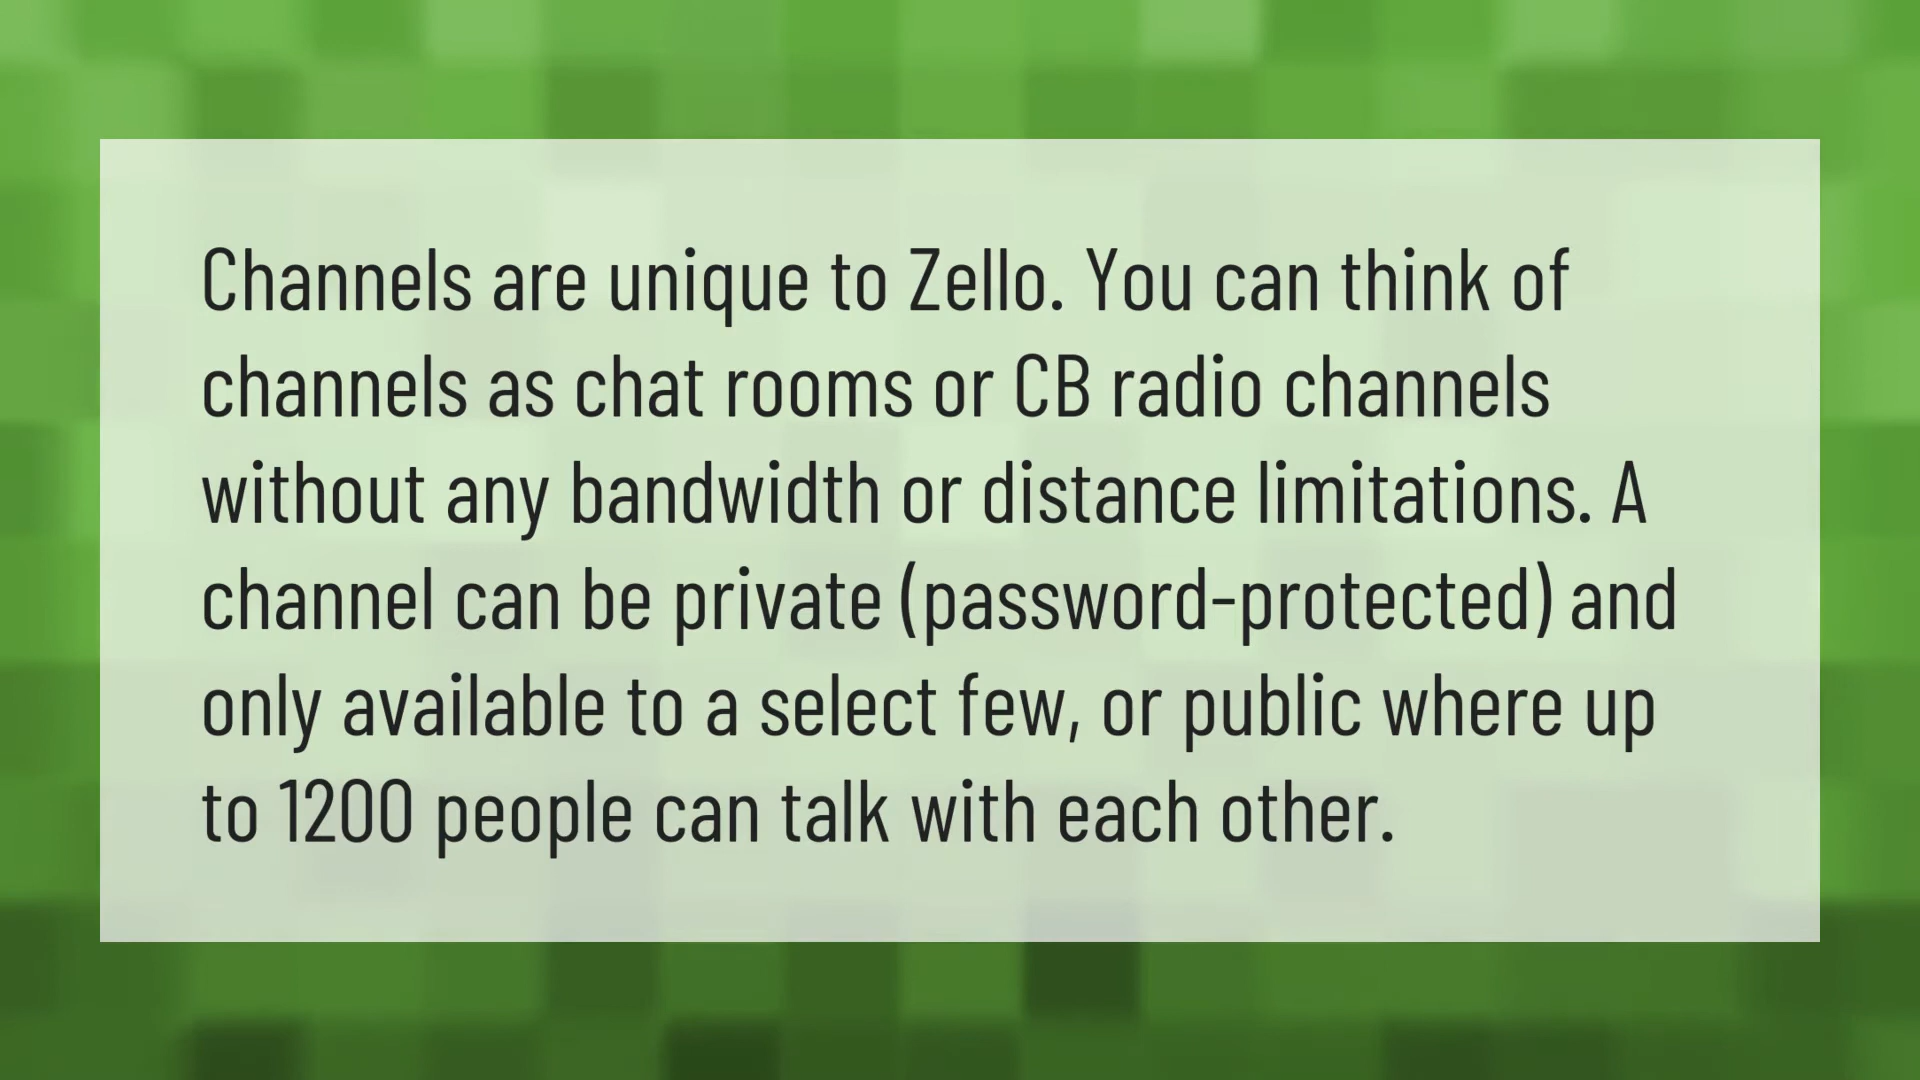 Channels are unique to Zello. You can think of
channels as chat rooms or CB radio channels
without any bandwidth or distance limitations. A
channel can be private (password-protected) and
only available to a select few, or public where up
to 1200 people can talk with each other.